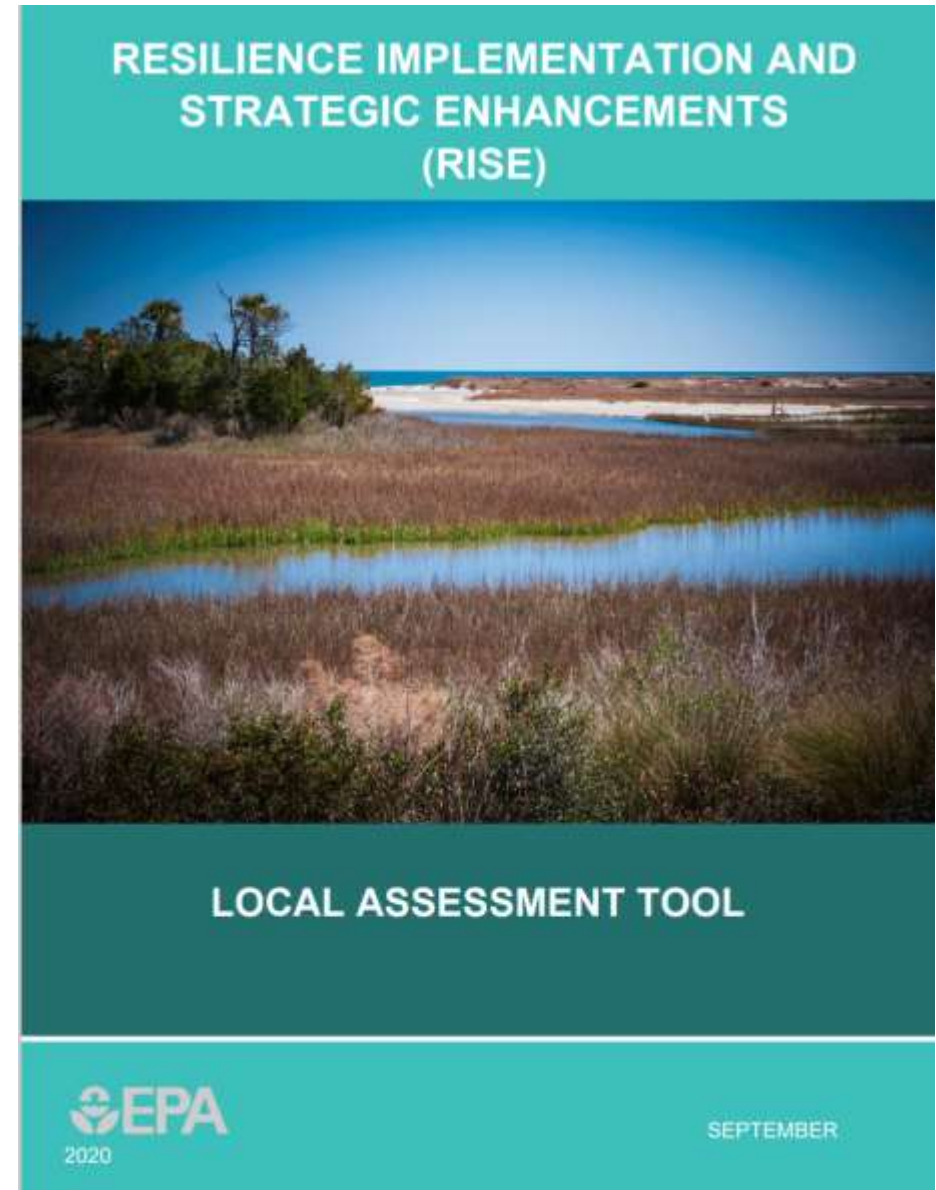 RESILIENCE IMPLEMENTATION AND
STRATEGIC ENHANCEMENTS
(RISE)
LOCAL ASSESSMENT TOOL
EPA
2020
SEPTEMBER